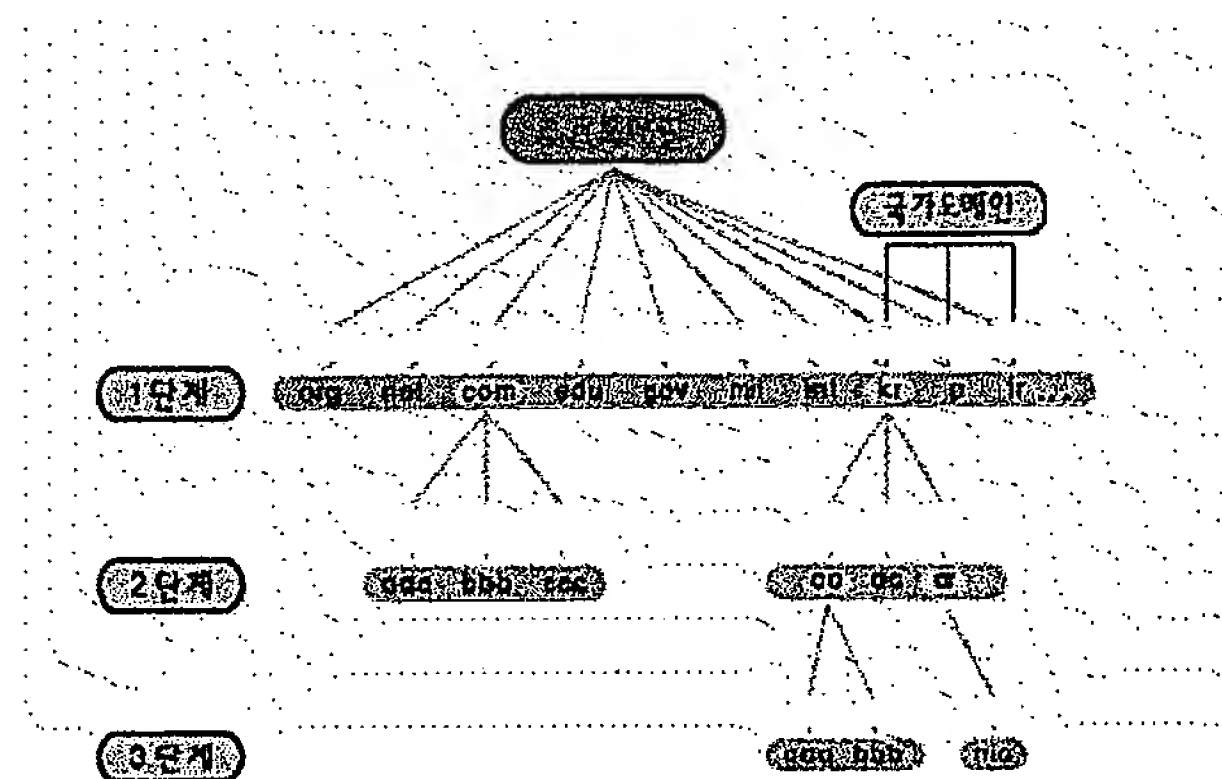 국가도메인
1단계 org net com edu gov mil int kr jp fr ...
2단계 aaa bbb ccc co go or
3단계 aaa bbb nic